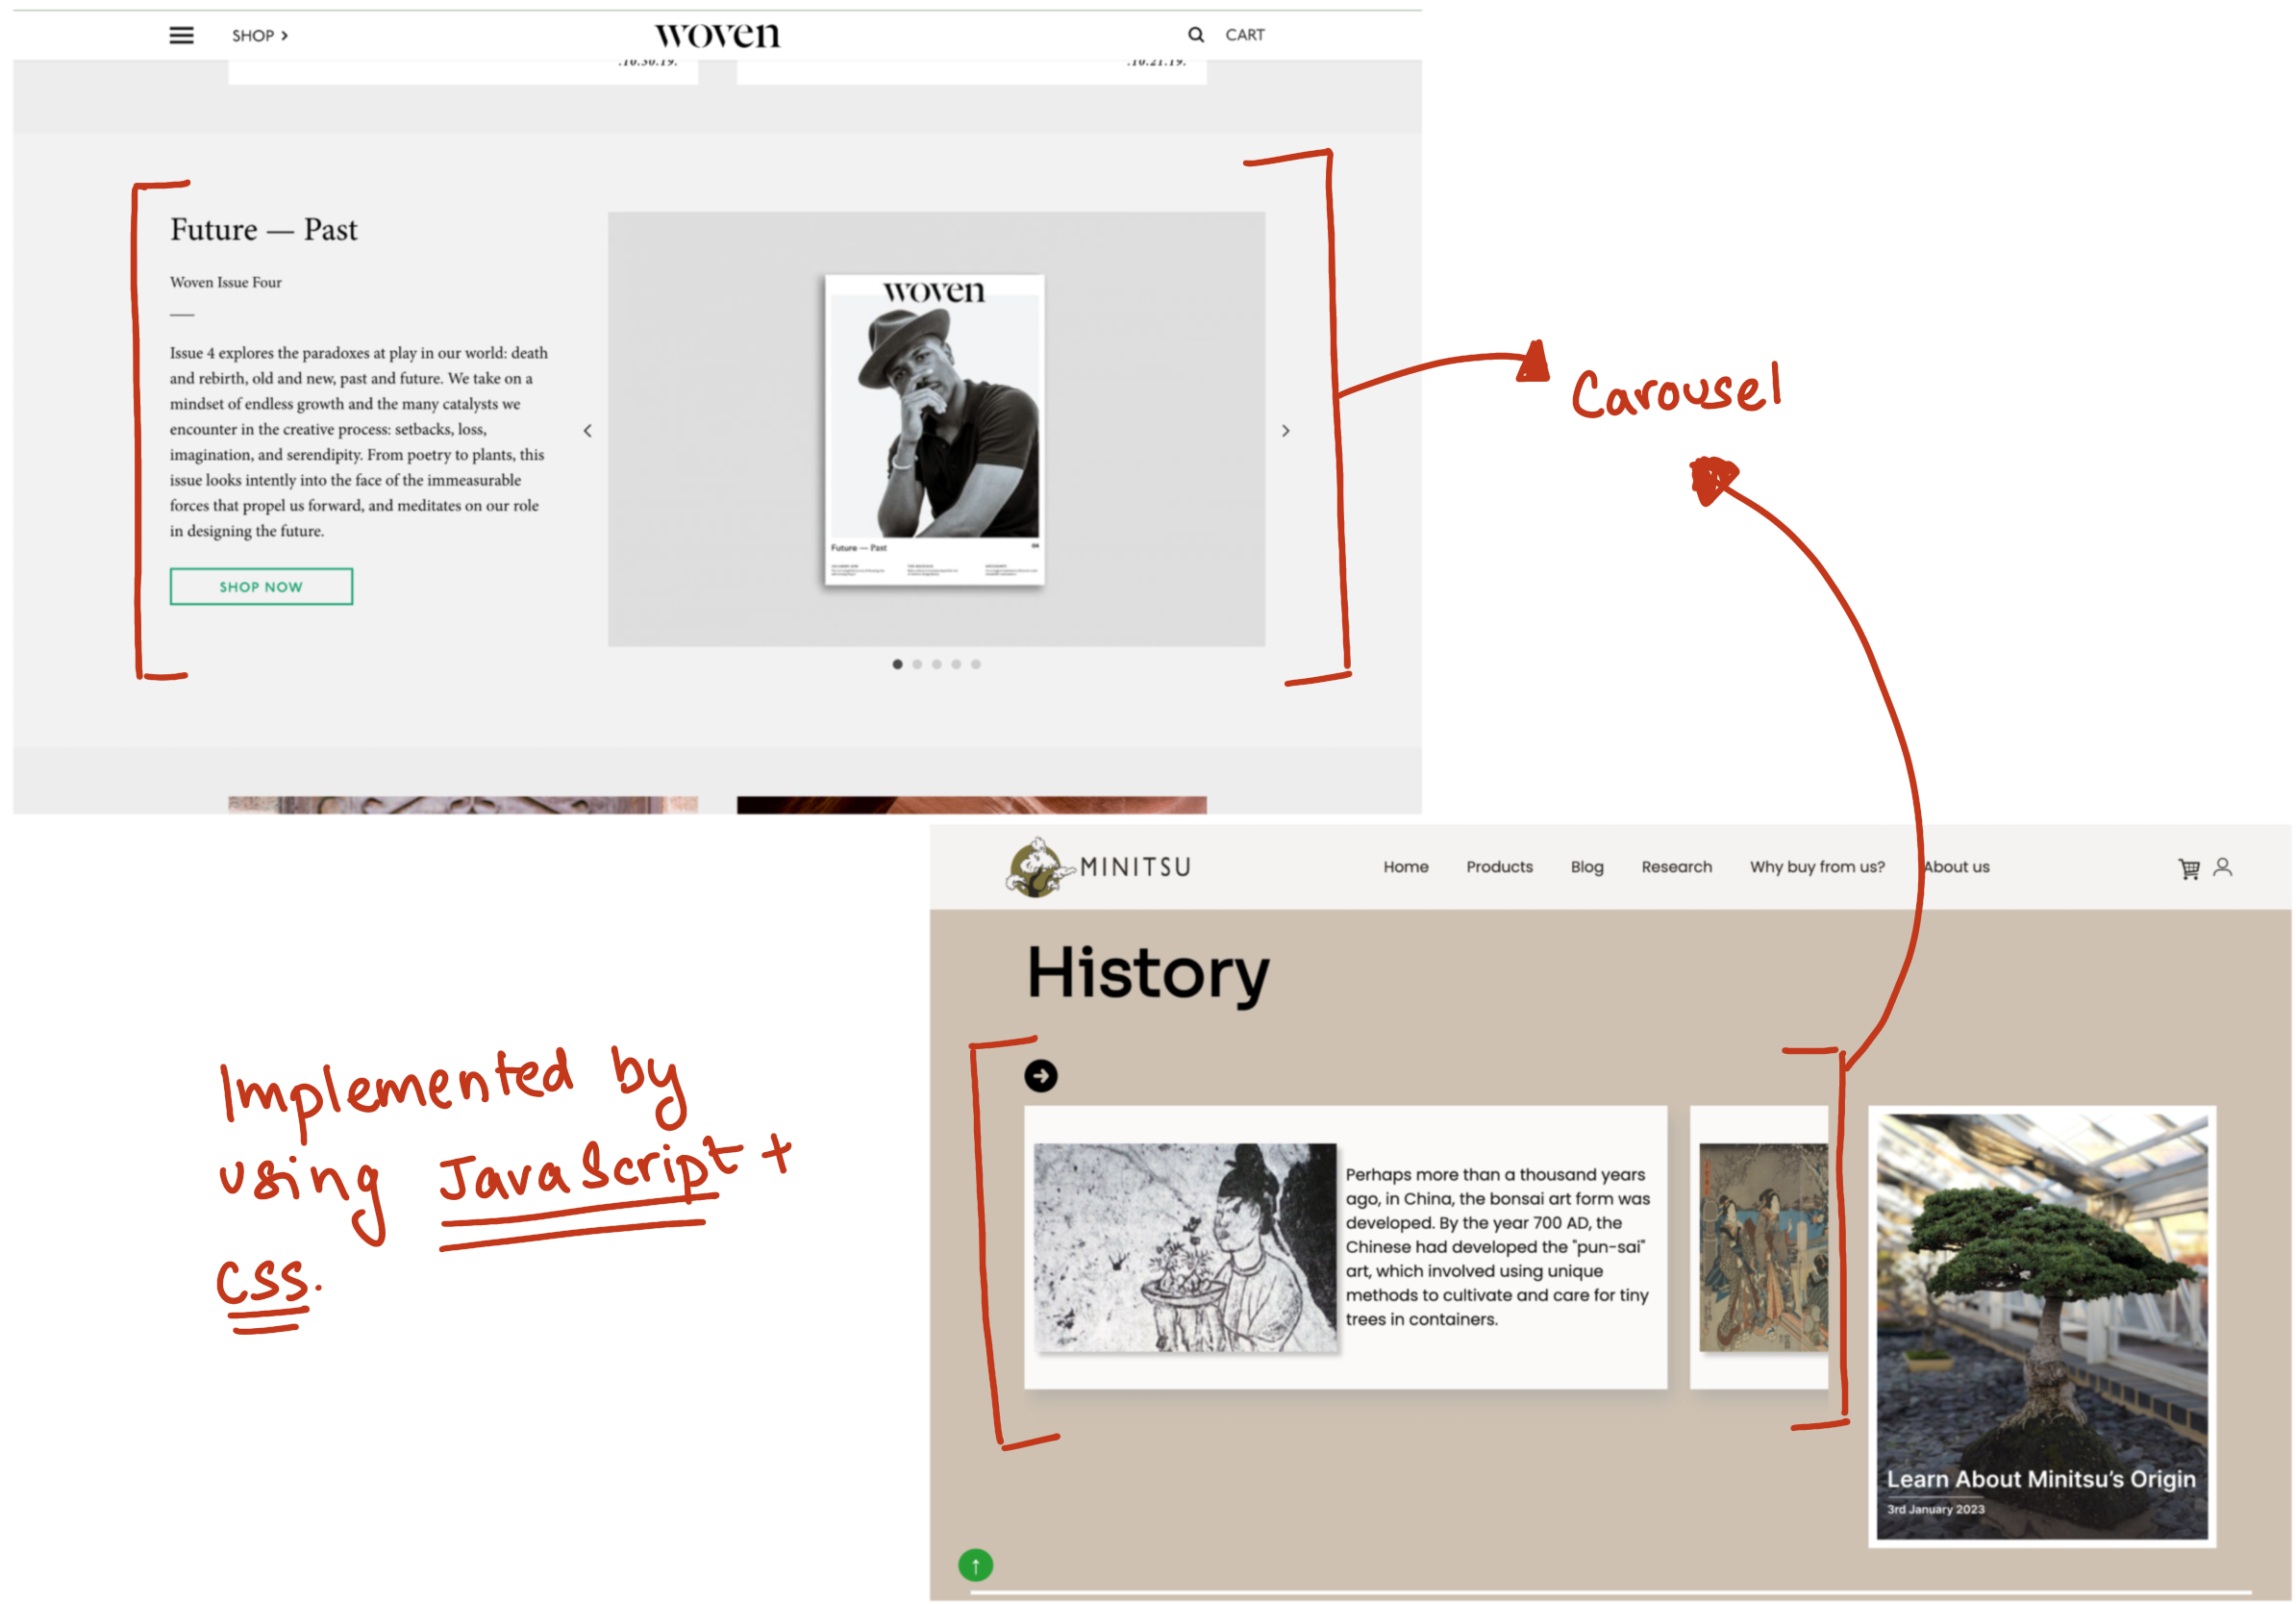 SHOP >
woven
CART
.10.30.19.
.10.21.19.
Future — Past
Woven Issue Four
Issue 4 explores the paradoxes at play in our world: death
and rebirth, old and new, past and future. We take on a
mindset of endless growth and the many catalysts we
encounter in the creative process: setbacks, loss,
imagination, and serendipity. From poetry to plants, this
issue looks intently into the face of the immeasurable
forces that propel us forward, and meditates on our role
in designing the future.
SHOP NOW
woven
Future — Past
04
Carousel
MINITSU
Home
Products
Blog
Research
Why buy from us?
About us
History
Perhaps more than a thousand years
ago, in China, the bonsai art form was
developed. By the year 700 AD, the
Chinese had developed the "pun-sai"
art, which involved using unique
methods to cultivate and care for tiny
trees in containers.
Learn About Minitsu's Origin
3rd January 2023
Implemented by
using JavaScript +
CSS.